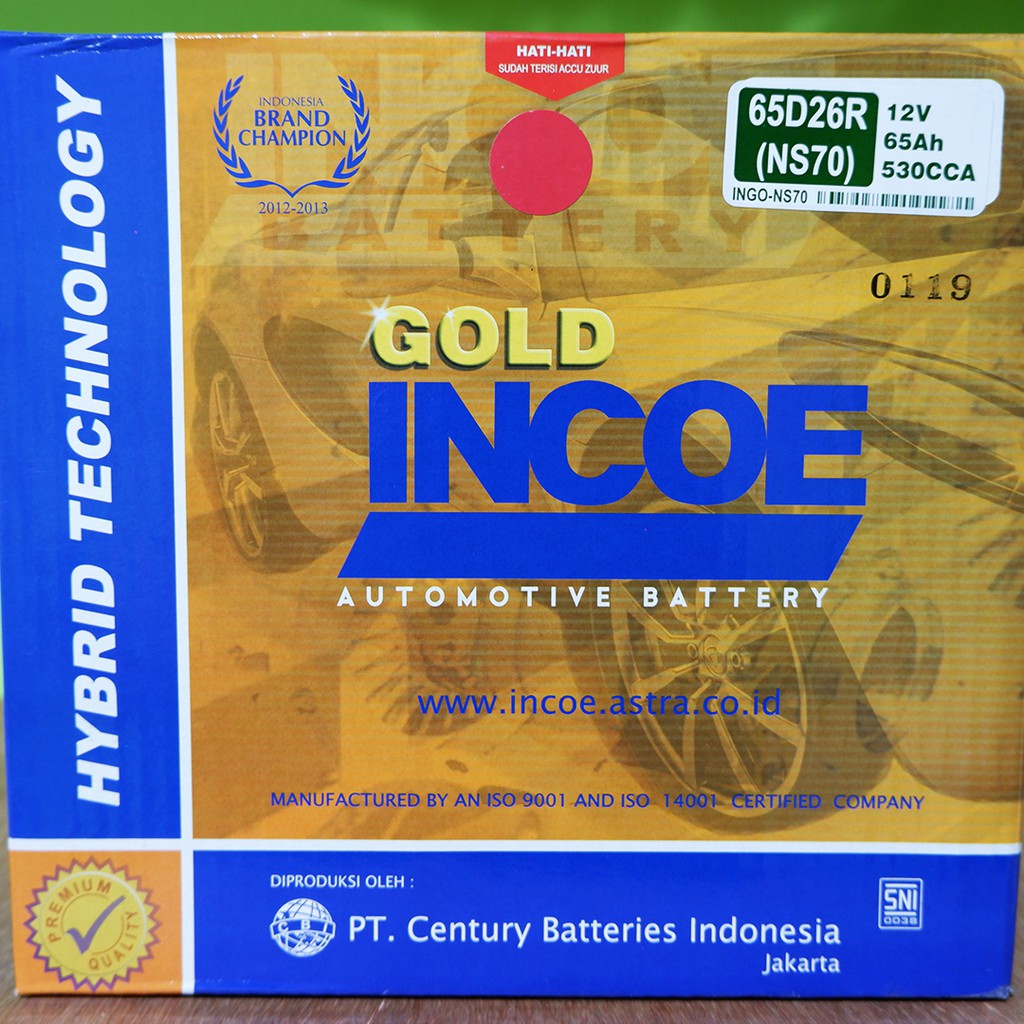 HATI-HATI
SUDAH TERISI ACCU ZUUR
INDONESIA
BRAND
CHAMPION
2012-2013
65D26R
(NS70)
12V
65Ah
530CCA
INGO-NS70
BATTERY
0119
HYBRID TECHNOLOGY
GOLD
INCOE
AUTOMOTIVE BATTERY
www.incoe.astra.co.id
MANUFACTURED BY AN ISO 9001 AND ISO 14001 CERTIFIED COMPANY
PREMIUM
QUALITY
DIPRODUKSI OLEH :
CBI
PT. Century Batteries Indonesia
Jakarta
SNI